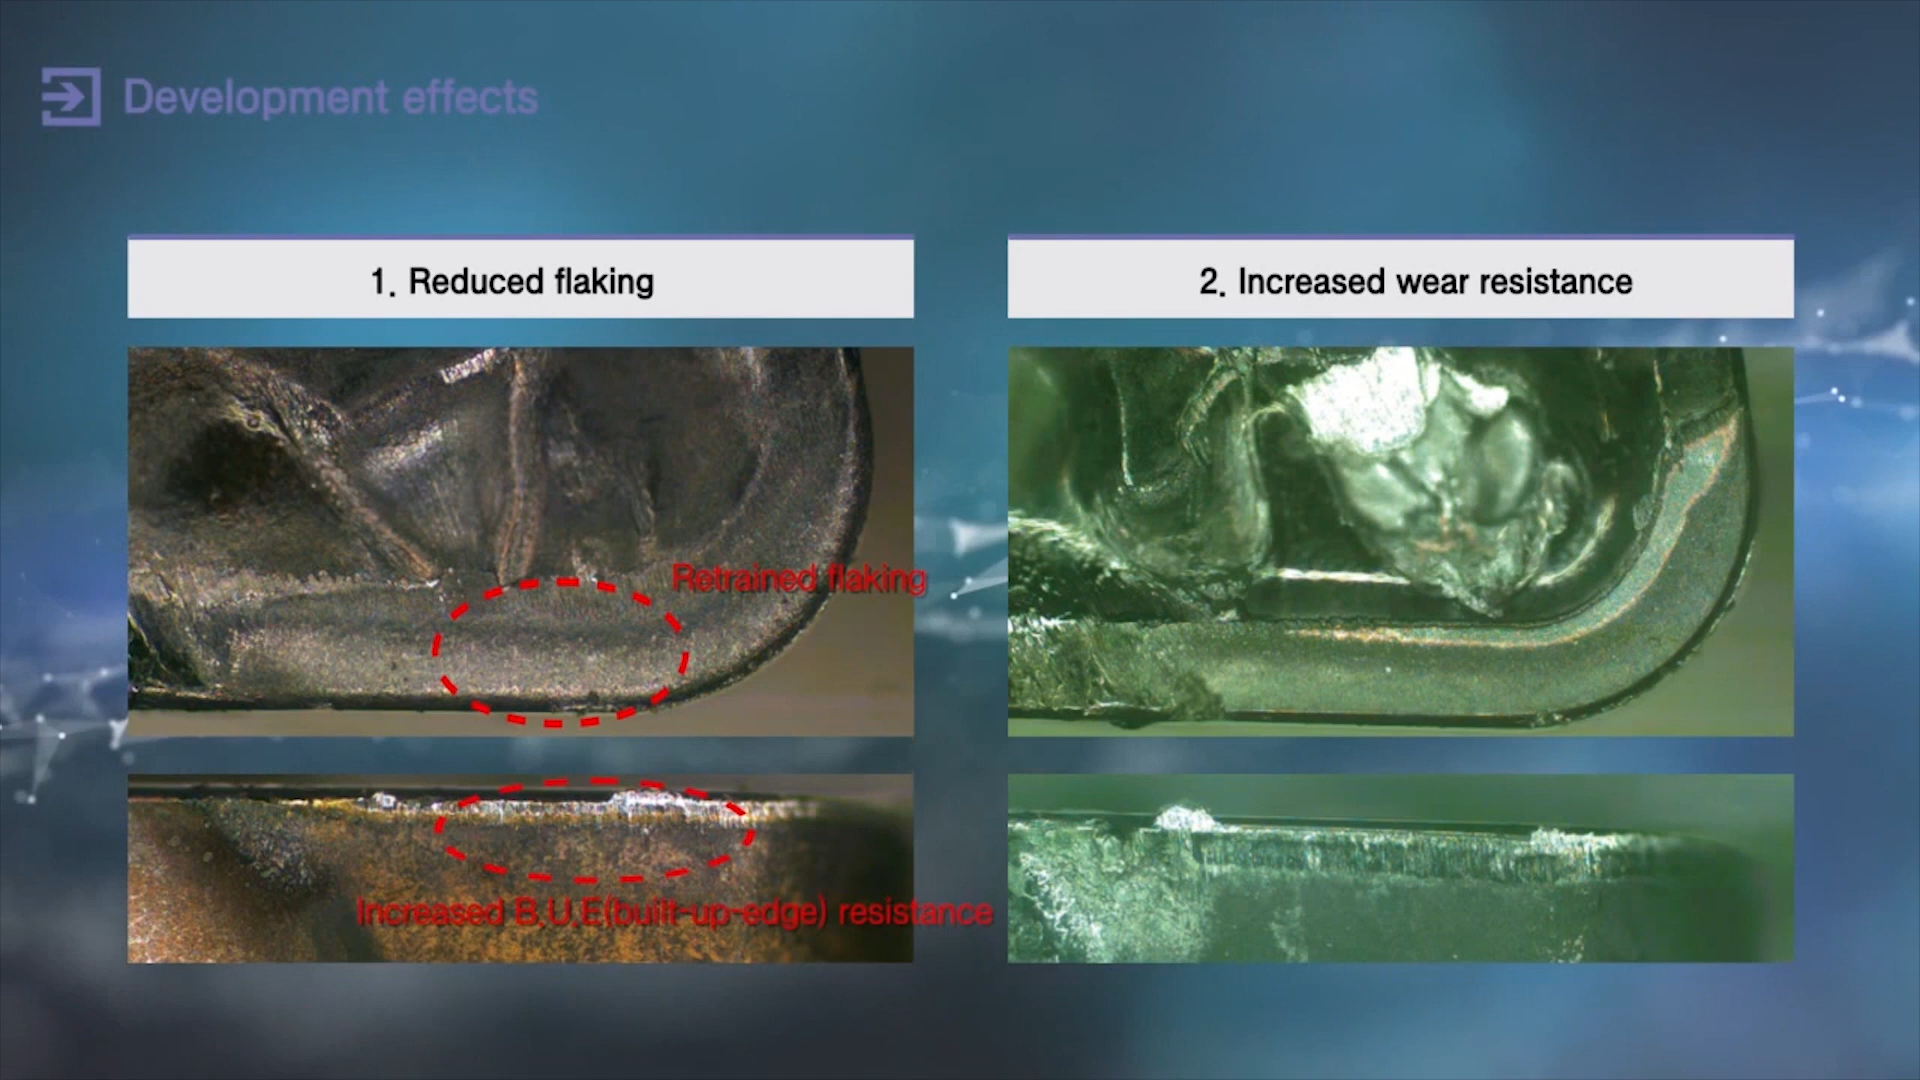 Development effects
1. Reduced flaking
2. Increased wear resistance
Retrained flaking
Increased B.U.E(built-up-edge) resistance